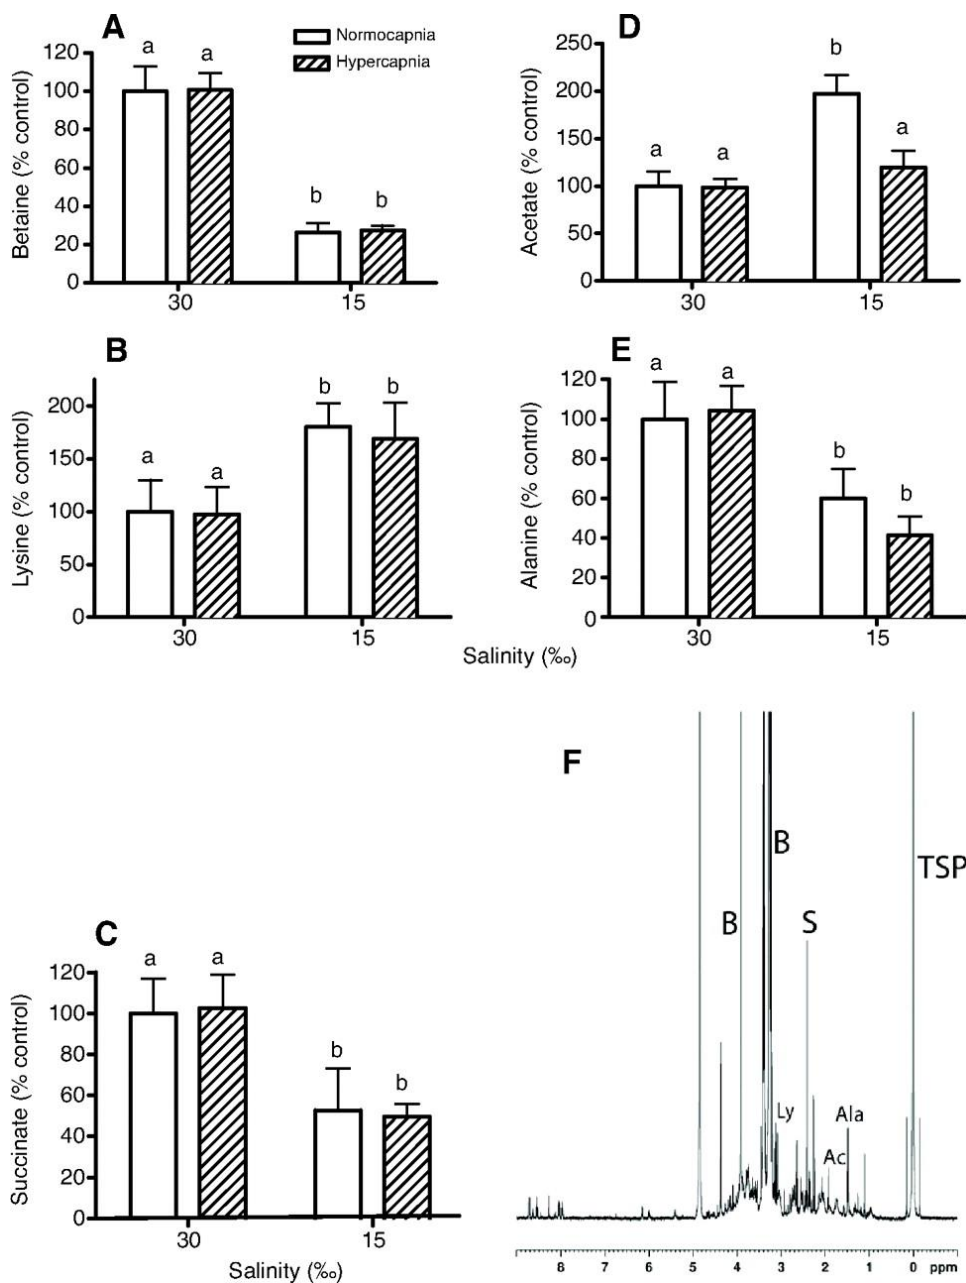 A
Normocapnia
Hypercapnia
Betaine (% control)
120
100
80
60
40
20
0
a
a
b
b
30
15
D
Acetate (% control)
250
200
150
100
50
0
a
a
b
a
30
15
B
Lysine (% control)
200
150
100
50
0
a
a
b
b
30
15
E
Alanine (% control)
120
100
80
60
40
20
0
a
a
b
b
30
15
Salinity (‰)
C
Succinate (% control)
120
100
80
60
40
20
0
a
a
b
b
30
15
Salinity (‰)
F
B
B
S
TSP
Ly
Ac
Ala
8 7 6 5 4 3 2 1 0 ppm